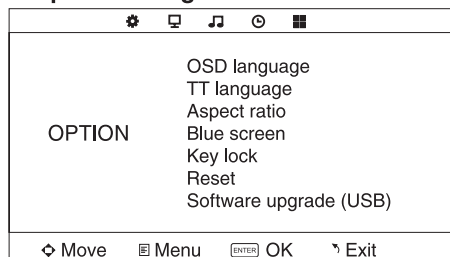 OSD language
TT language
Aspect ratio
OPTION
Blue screen
Key lock
Reset
Software upgrade (USB)
Move Menu ENTER OK Exit